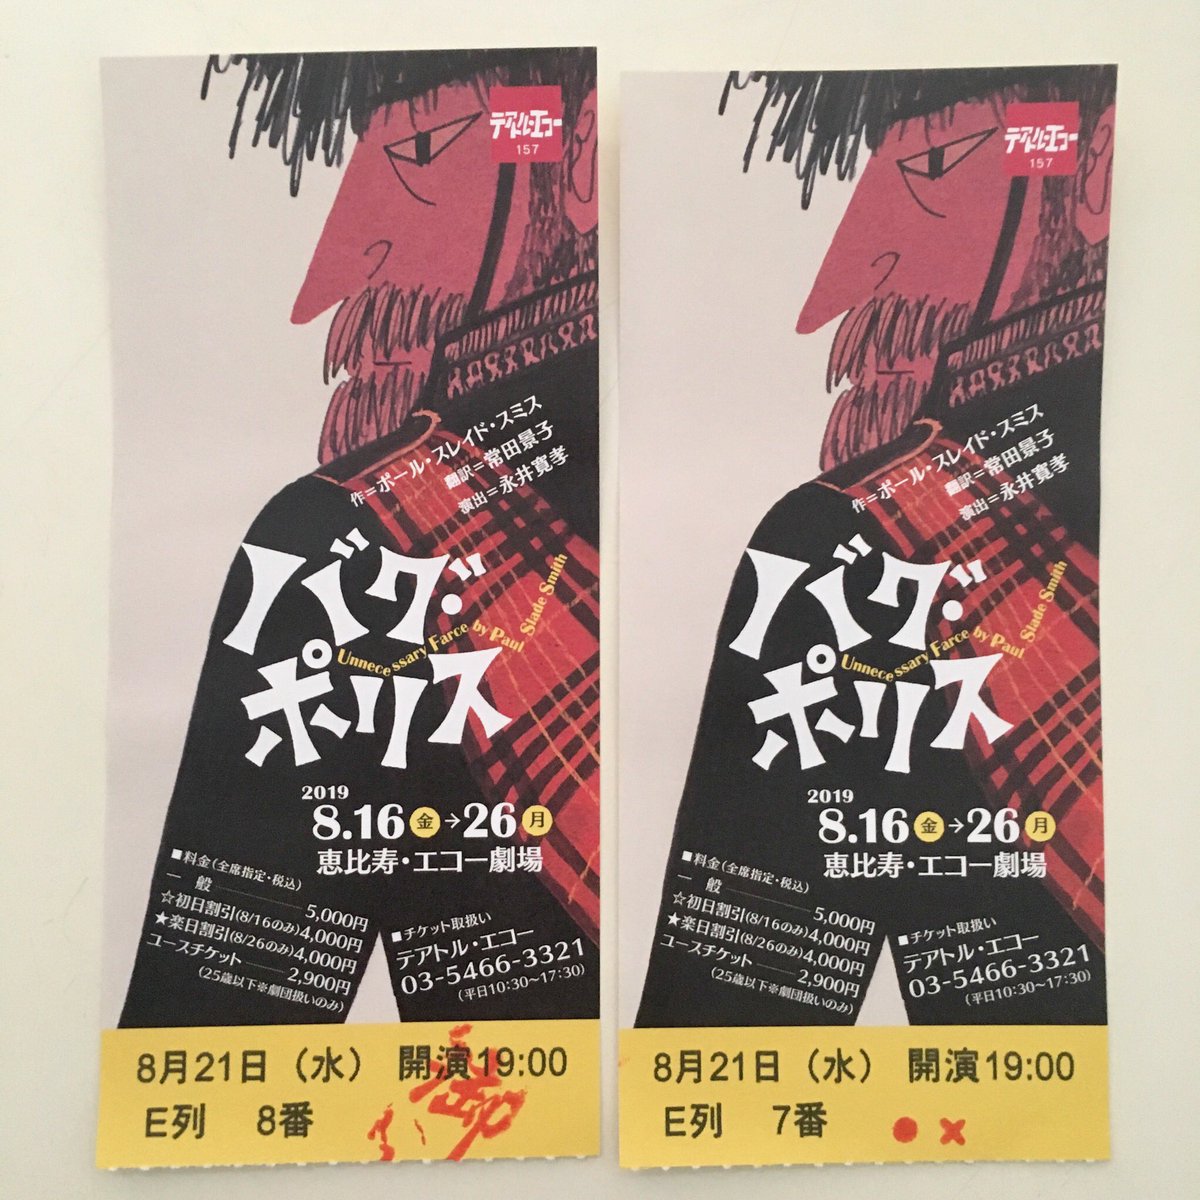 テアトル・エコー
157
作=ポール・スレイド・スミス
翻訳=常田景子
演出=永井寛孝
バグ・
ポリス
Unnecessary Farce by Paul Slade Smith
2019
8.16金→26月
恵比寿・エコー劇場
■料金(全席指定・税込)
一般 5,000円
☆初日割引(8/16のみ)4,000円
★楽日割引(8/26のみ)4,000円
ユースチケット 2,900円
(25歳以下※劇団扱いのみ)
■チケット取扱い
テアトル・エコー
03-5466-3321
(平日10:30〜17:30)
8月21日（水） 開演19:00
E列 8番
テアトル・エコー
157
作=ポール・スレイド・スミス
翻訳=常田景子
演出=永井寛孝
バグ・
ポリス
Unnecessary Farce by Paul Slade Smith
2019
8.16金→26月
恵比寿・エコー劇場
■料金(全席指定・税込)
一般 5,000円
☆初日割引(8/16のみ)4,000円
★楽日割引(8/26のみ)4,000円
ユースチケット 2,900円
(25歳以下※劇団扱いのみ)
■チケット取扱い
テアトル・エコー
03-5466-3321
(平日10:30〜17:30)
8月21日（水） 開演19:00
E列 7番